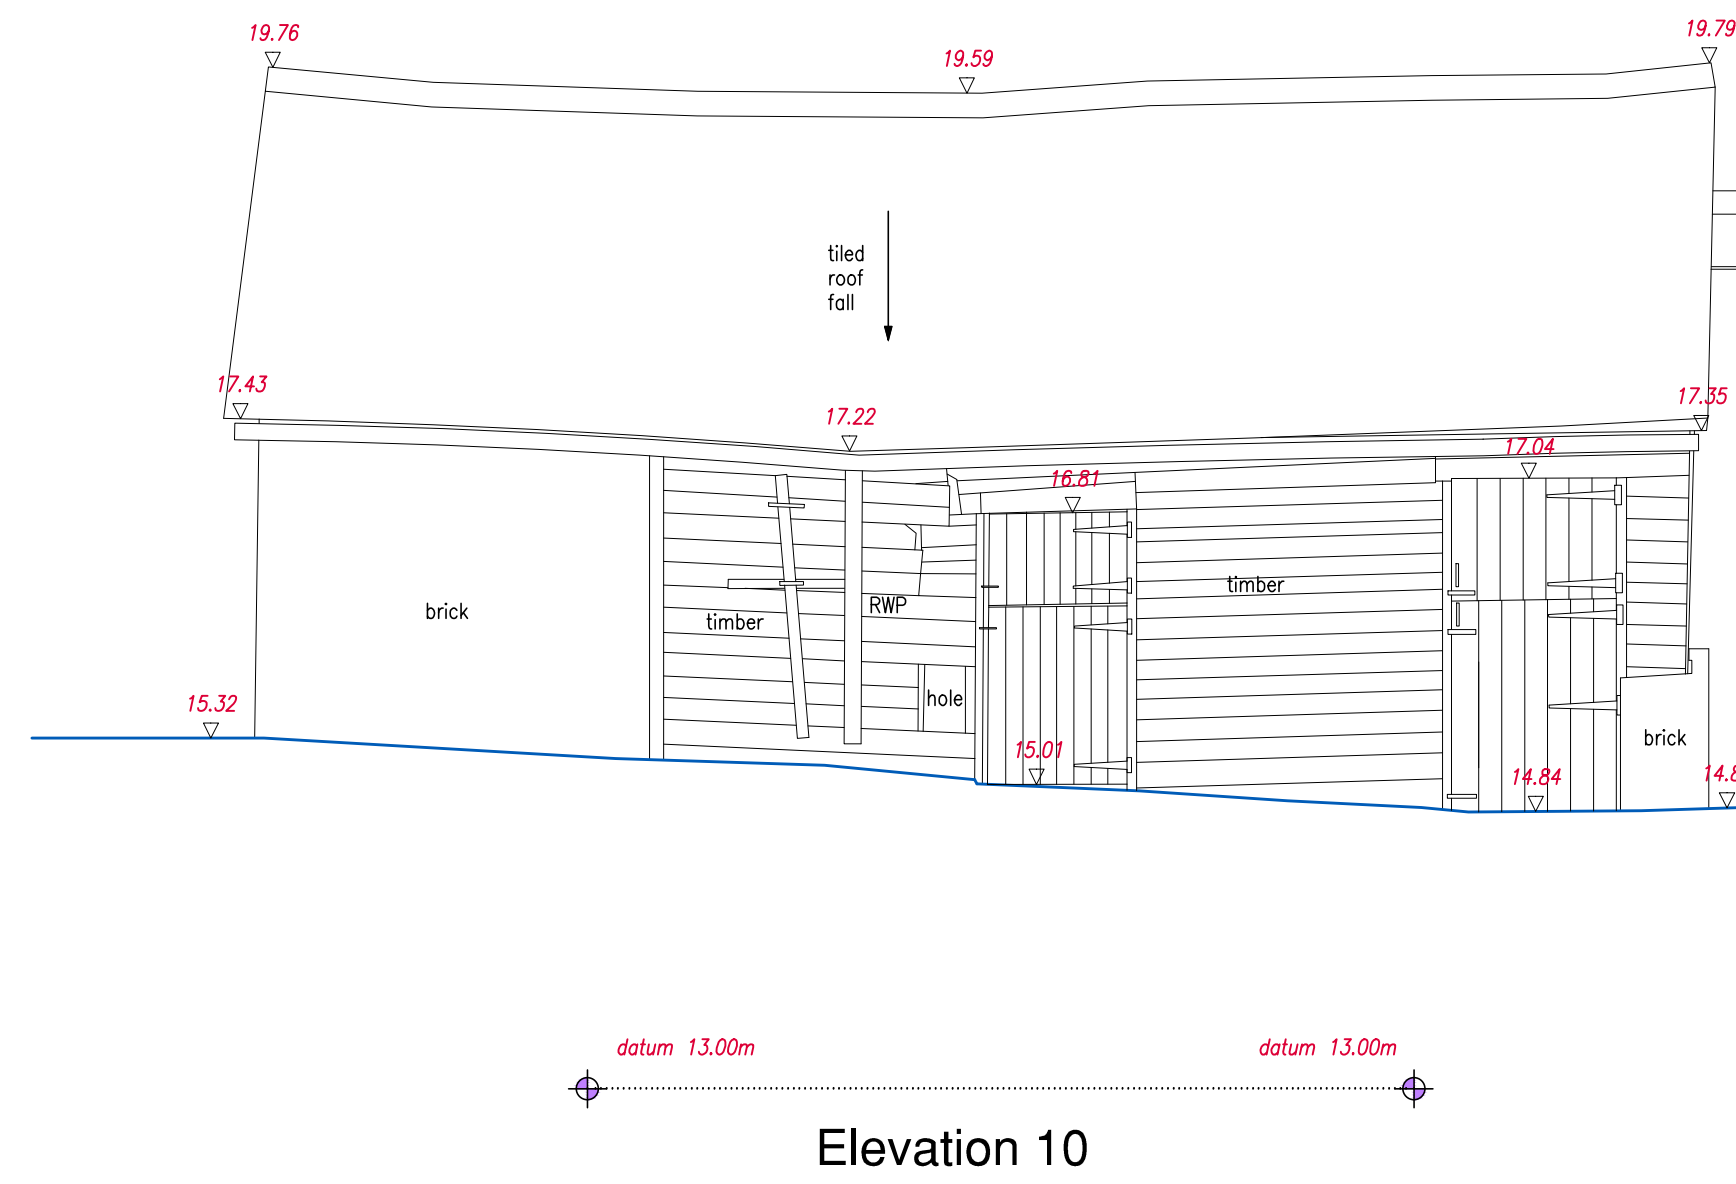 19.76
19.59
19.79
tiled
roof
fall
17.43
17.22
17.35
17.04
16.81
timber
brick
RWP
timber
hole
15.32
brick
15.01
14.84
14.8
datum 13.00m
datum 13.00m
Elevation 10